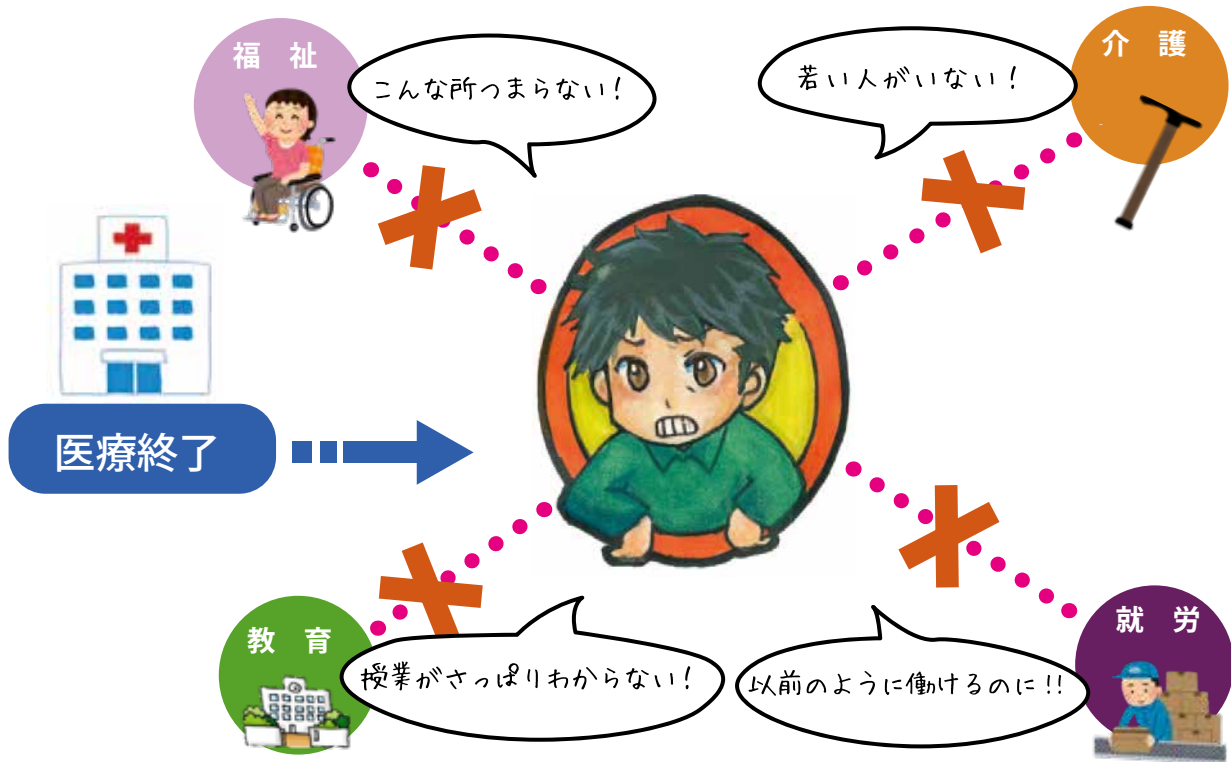 福 祉
こんな所つまらない!
若い人がいない!
介 護
医療終了
教 育
授業がさっぱりわからない!
以前のように働けるのに!!
就 労